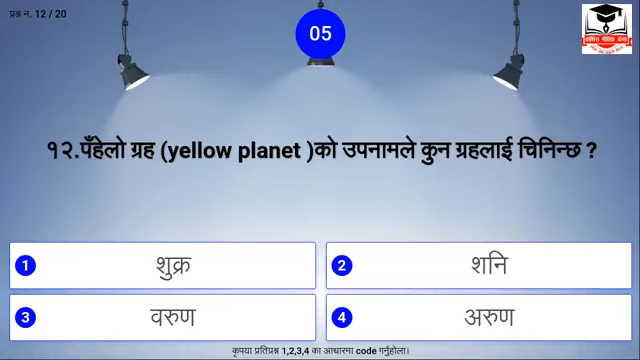 प्रश्न न. 12 / 20
05
१२.पँहेलो ग्रह (yellow planet )को उपनामले कुन ग्रहलाई चिनिन्छ ?
1 शुक्र
2 शनि
3 वरुण
4 अरुण
कृपया प्रतिप्रश्न 1,2,3,4 का आधारमा code गर्नुहोला।